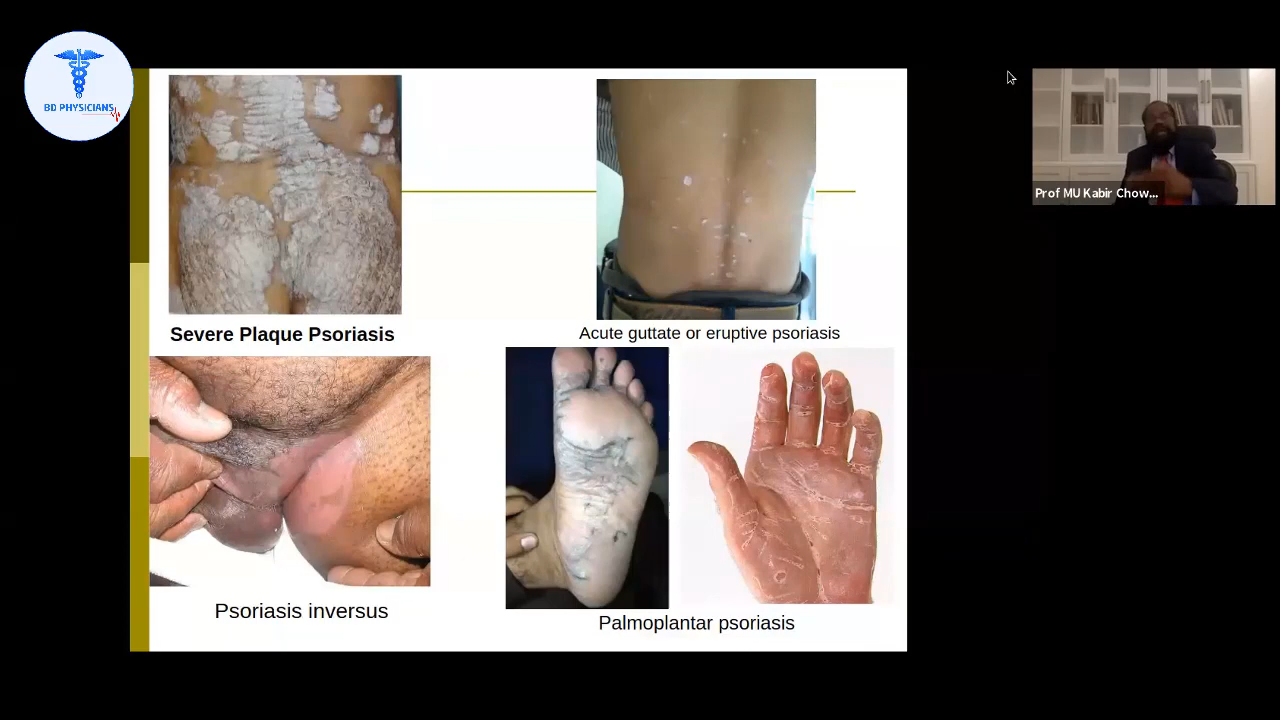 BD PHYSICIANS
Prof MU Kabir Chow...
Severe Plaque Psoriasis
Acute guttate or eruptive psoriasis
Psoriasis inversus
Palmoplantar psoriasis